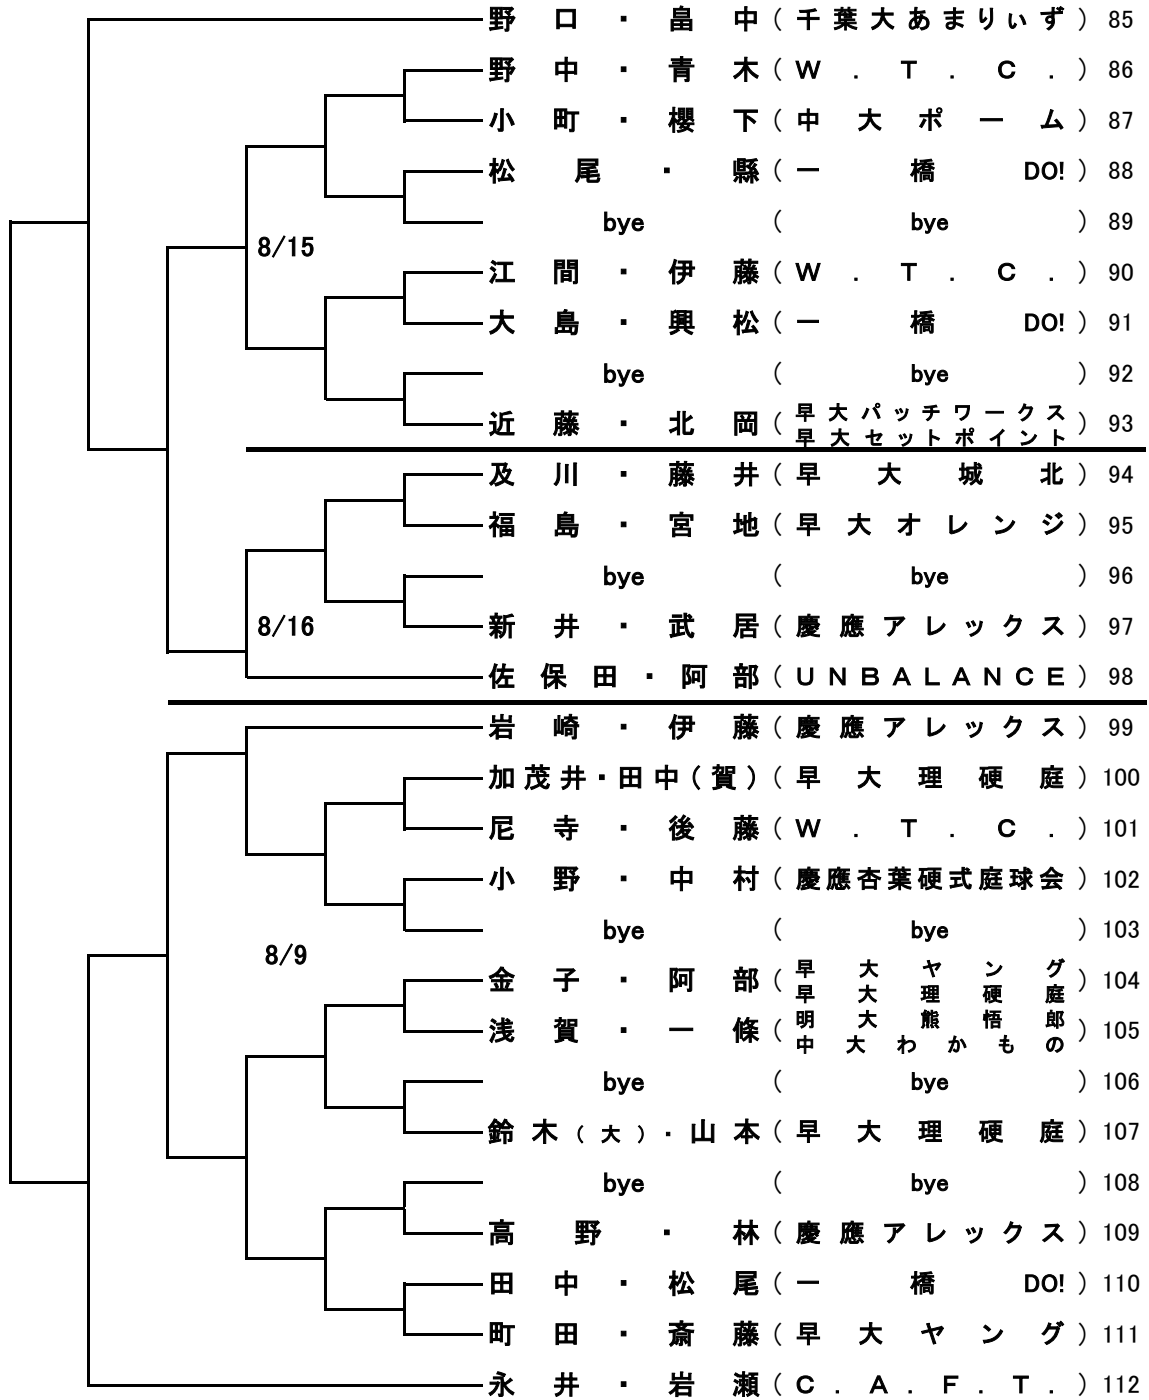 野口・畠中(千葉大あまりぃず) 85
野中・青木(W.T.C.) 86
小町・櫻下(中大ポーム) 87
松尾・縣(一橋DO!) 88
bye(bye) 89
8/15
江間・伊藤(W.T.C.) 90
大島・興松(一橋DO!) 91
bye(bye) 92
近藤・北岡(早大パッチワークス
早大セットポイント) 93
及川・藤井(早大城北) 94
福島・宮地(早大オレンジ) 95
bye(bye) 96
8/16
新井・武居(慶應アレックス) 97
佐保田・阿部(UNBALANCE) 98
岩崎・伊藤(慶應アレックス) 99
加茂井・田中(賀)(早大理硬庭) 100
尼寺・後藤(W.T.C.) 101
小野・中村(慶應杏葉硬式庭球会) 102
bye(bye) 103
8/9
金子・阿部(早大ヤング
早大理硬庭) 104
浅賀・一條(明大熊悟郎
中大わかもの) 105
bye(bye) 106
鈴木(大)・山本(早大理硬庭) 107
bye(bye) 108
高野・林(慶應アレックス) 109
田中・松尾(一橋DO!) 110
町田・斎藤(早大ヤング) 111
永井・岩瀬(C.A.F.T.) 112